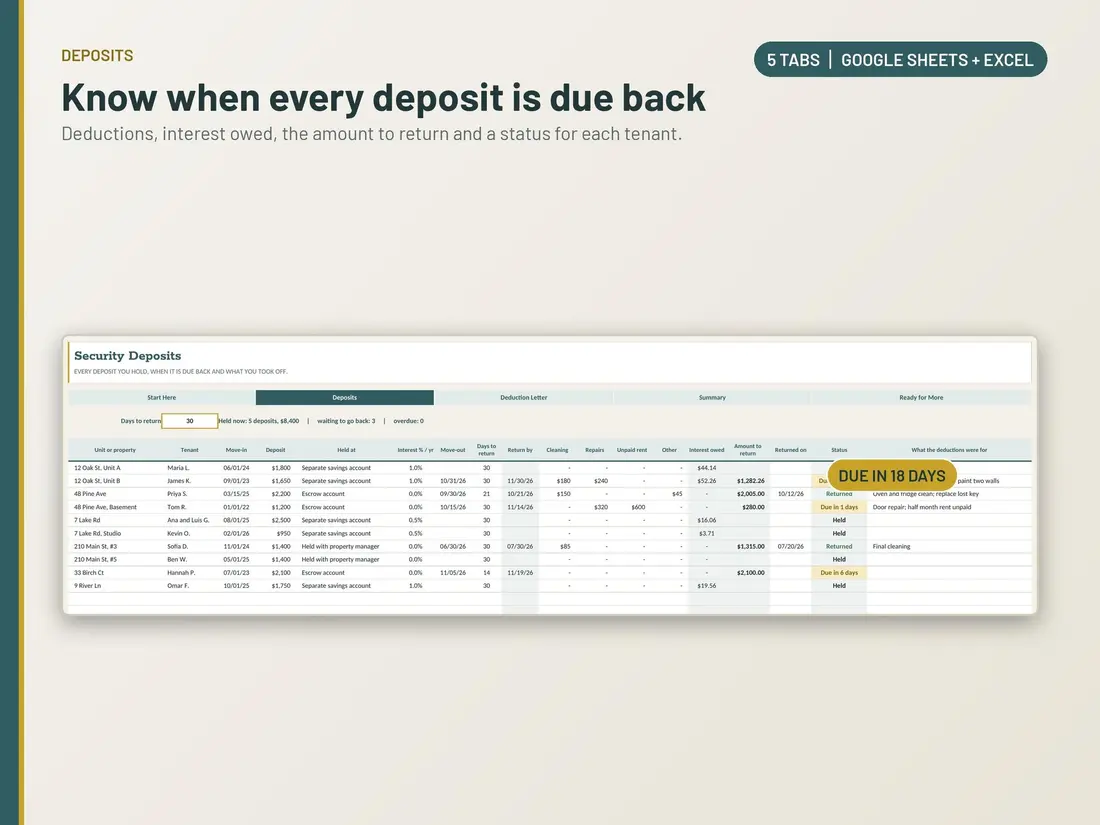 DEPOSITS
5 TABS | GOOGLE SHEETS + EXCEL
Know when every deposit is due back
Deductions, interest owed, the amount to return and a status for each tenant.
Security Deposits
EVERY DEPOSIT YOU HOLD, WHEN IT IS DUE BACK AND WHAT YOU TOOK OFF.
Start Here Deposits Deduction Letter Summary Ready for More
Days to return 30 Held now: 5 deposits, $8,400 | waiting to go back: 3 | overdue: 0
Unit or property Tenant Move-in Deposit Held at Interest % / yr Move-out Days to return Return by Cleaning Repairs Unpaid rent Other Interest owed Amount to return Returned on Status What the deductions were for
12 Oak St, Unit A Maria L. 06/01/24 $1,800 Separate savings account 1.0% 30 - - - - $44.14
12 Oak St, Unit B James K. 09/01/23 $1,565 Separate savings account 1.0% 10/31/26 30 11/30/26 $180 $240 - - $52.26 $1,282.26 paint two walls
DUE IN 18 DAYS
48 Pine Ave Priya S. 03/15/25 $2,200 Escrow account 0.0% 09/30/26 21 10/21/26 $150 - - $45 - $2,005.00 10/12/26 Returned Oven and fridge clean; replace lost key
48 Pine Ave, Basement Tom R. 01/01/22 $1,200 Escrow account 0.0% 10/15/26 30 11/14/26 - $320 $600 - - $280.00 Due in 1 days Door repair; half month rent unpaid
7 Lake Rd Ana and Luis G. 08/01/25 $2,500 Separate savings account 0.5% 30 - - - - $16.06 Held
7 Lake Rd, Studio Kevin O. 02/01/26 $950 Separate savings account 0.5% 30 - - - - $3.71 Held
210 Main St, #3 Sofia D. 11/01/24 $1,400 Held with property manager 0.0% 06/30/26 30 07/30/26 $85 - - - - $1,315.00 07/20/26 Returned Final cleaning
210 Main St, #5 Ben W. 05/01/25 $1,400 Held with property manager 0.0% 30 - - - - - Held
33 Birch Ct Hannah P. 07/01/23 $2,100 Escrow account 0.0% 11/05/26 14 11/19/26 - - - - - $2,100.00 Due in 6 days
9 River Ln Omar F. 10/01/25 $1,750 Separate savings account 1.0% 30 - - - - $19.56 Held